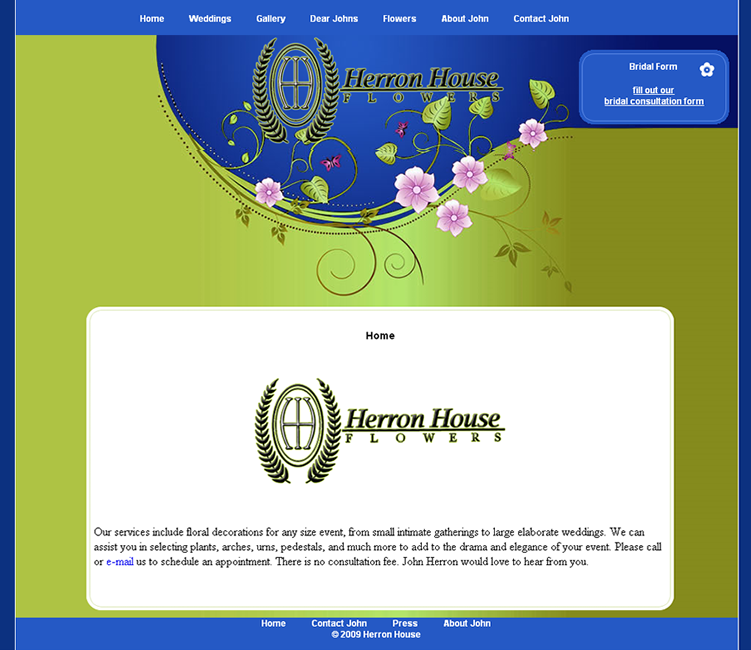 Home Weddings Gallery Dear Johns Flowers About John Contact John
Herron House
FLOWERS
Bridal Form
fill out our
bridal consultation form
Home
Herron House
FLOWERS
Our services include floral decorations for any size event, from small intimate gatherings to large elaborate weddings. We can
assist you in selecting plants, arches, urns, pedestals, and much more to add to the drama and elegance of your event. Please call
or e-mail us to schedule an appointment. There is no consultation fee. John Herron would love to hear from you.
Home Contact John Press About John
© 2009 Herron House